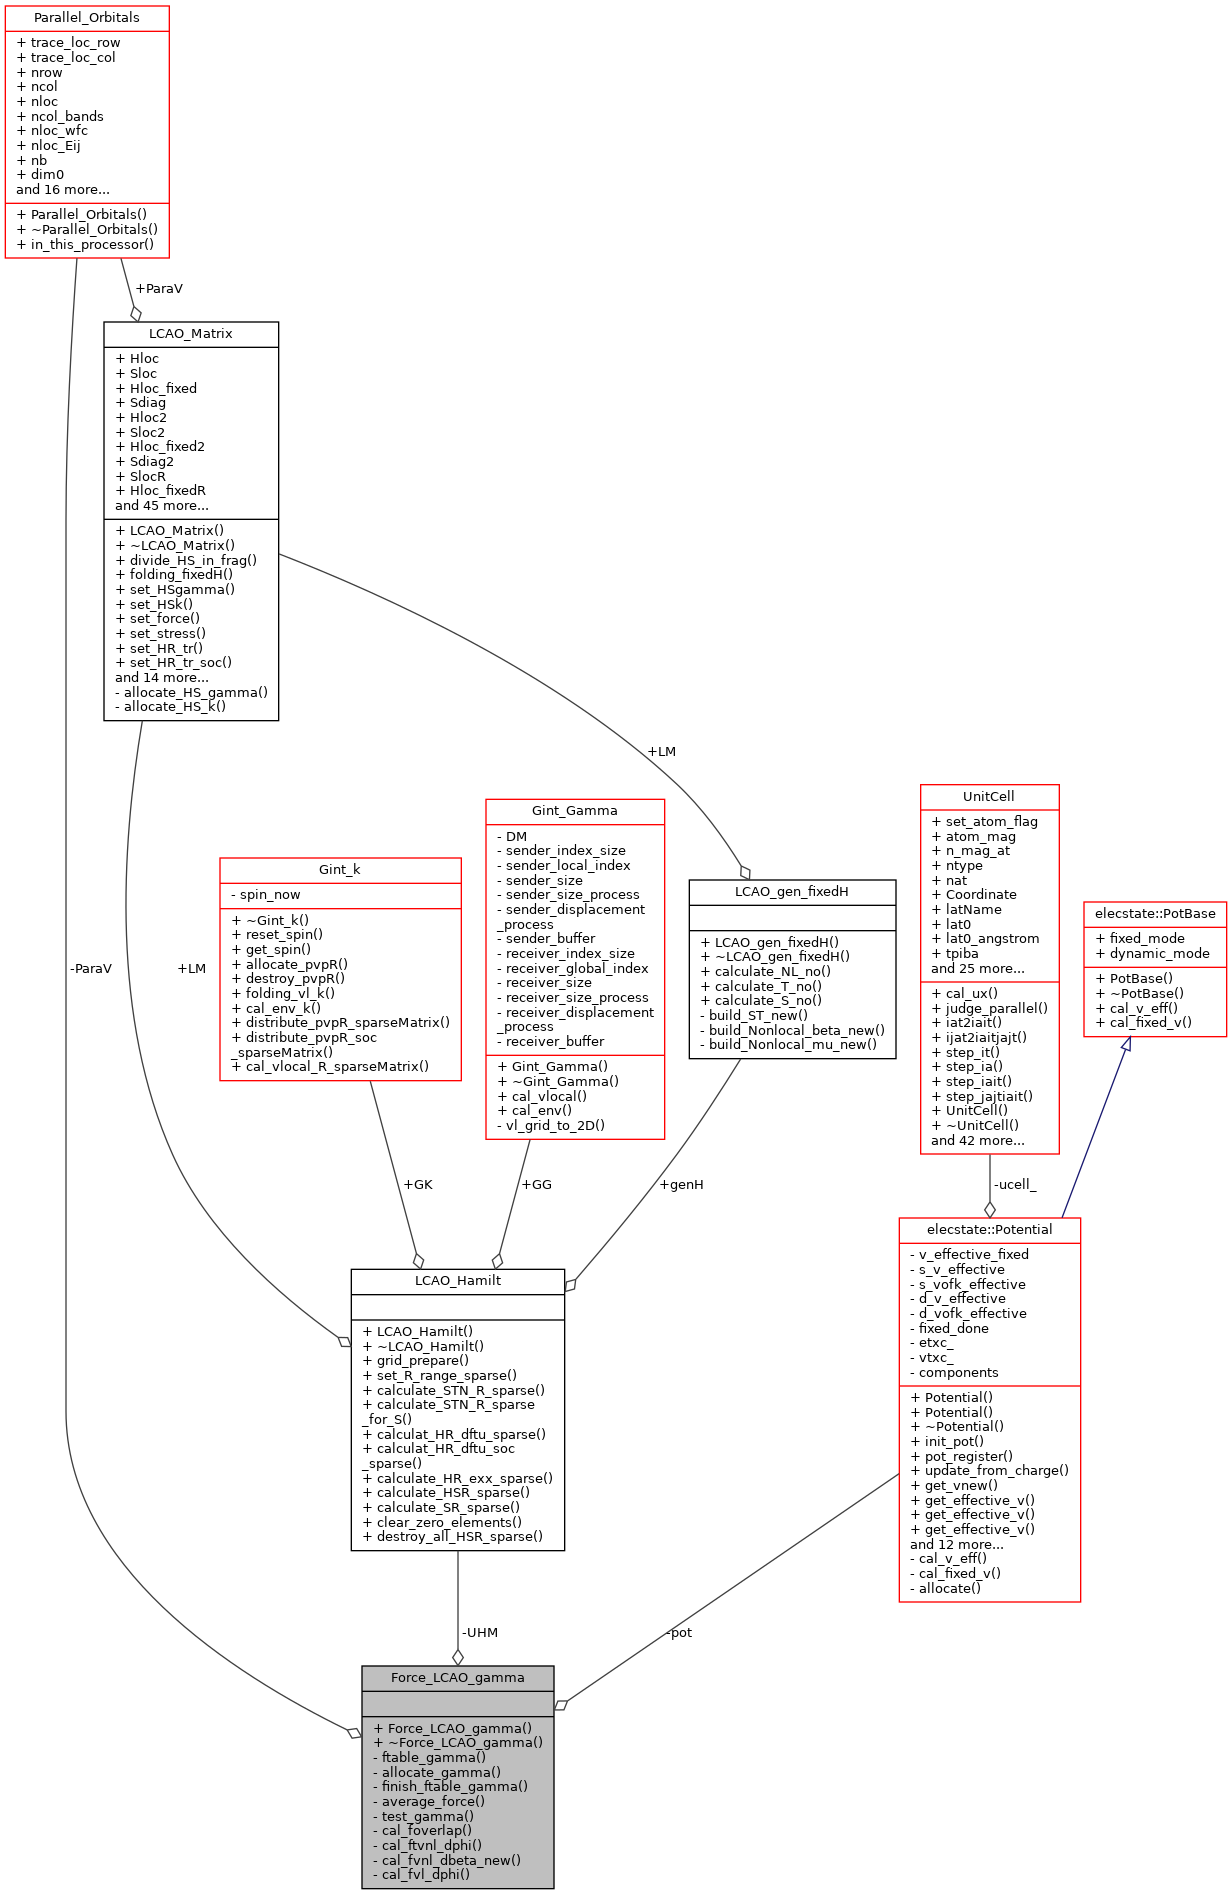 Parallel_Orbitals
+ trace_loc_row
+ trace_loc_col
+ nrow
+ ncol
+ nloc
+ ncol_bands
+ nloc_wfc
+ nloc_Eij
+ nb
+ dim0
and 16 more...
+ Parallel_Orbitals()
+ ~Parallel_Orbitals()
+ in_this_processor()
+ParaV
LCAO_Matrix
+ Hloc
+ Sloc
+ Hloc_fixed
+ Sdiag
+ Hloc2
+ Sloc2
+ Hloc_fixed2
+ Sdiag2
+ SlocR
+ Hloc_fixedR
and 45 more...
+ LCAO_Matrix()
+ ~LCAO_Matrix()
+ divide_HS_in_frag()
+ folding_fixedH()
+ set_HSgamma()
+ set_HSk()
+ set_force()
+ set_stress()
+ set_HR_tr()
+ set_HR_tr_soc()
and 14 more...
- allocate_HS_gamma()
- allocate_HS_k()
+LM
-ParaV
+LM
Gint_k
- spin_now
+ ~Gint_k()
+ reset_spin()
+ get_spin()
+ allocate_pvpR()
+ destroy_pvpR()
+ folding_vl_k()
+ cal_env_k()
+ distribute_pvpR_sparseMatrix()
+ distribute_pvpR_soc
_sparseMatrix()
+ cal_vlocal_R_sparseMatrix()
Gint_Gamma
- DM
- sender_index_size
- sender_local_index
- sender_size
- sender_size_process
- sender_displacement
_process
- sender_buffer
- receiver_index_size
- receiver_global_index
- receiver_size
- receiver_size_process
- receiver_displacement
_process
- receiver_buffer
+ Gint_Gamma()
+ ~Gint_Gamma()
+ cal_vlocal()
+ cal_env()
- vl_grid_to_2D()
LCAO_gen_fixedH
+ LCAO_gen_fixedH()
+ ~LCAO_gen_fixedH()
+ calculate_NL_no()
+ calculate_T_no()
+ calculate_S_no()
- build_ST_new()
- build_Nonlocal_beta_new()
- build_Nonlocal_mu_new()
UnitCell
+ set_atom_flag
+ atom_mag
+ n_mag_at
+ ntype
+ nat
+ Coordinate
+ latName
+ lat0
+ lat0_angstrom
+ tpiba
and 25 more...
+ cal_ux()
+ judge_parallel()
+ iat2iait()
+ ijat2iaitjajt()
+ step_it()
+ step_ia()
+ step_iait()
+ step_jajtiait()
+ UnitCell()
+ ~UnitCell()
and 42 more...
elecstate::PotBase
+ fixed_mode
+ dynamic_mode
+ PotBase()
+ ~PotBase()
+ cal_v_eff()
+ cal_fixed_v()
+GK
+GG
+genH
-ucell_
LCAO_Hamilt
+ LCAO_Hamilt()
+ ~LCAO_Hamilt()
+ grid_prepare()
+ set_R_range_sparse()
+ calculate_STN_R_sparse()
+ calculate_STN_R_sparse
_for_S()
+ calculat_HR_dftu_sparse()
+ calculat_HR_dftu_soc
_sparse()
+ calculate_HR_exx_sparse()
+ calculate_HSR_sparse()
+ calculate_SR_sparse()
+ clear_zero_elements()
+ destroy_all_HSR_sparse()
elecstate::Potential
- v_effective_fixed
- s_v_effective
- s_vofk_effective
- d_v_effective
- d_vofk_effective
- fixed_done
- etxc_
- vtxc_
- components
+ Potential()
+ Potential()
+ ~Potential()
+ init_pot()
+ pot_register()
+ update_from_charge()
+ get_vnew()
+ get_effective_v()
+ get_effective_v()
+ get_effective_v()
and 12 more...
- cal_v_eff()
- cal_fixed_v()
- allocate()
-UHM
-pot
Force_LCAO_gamma
+ Force_LCAO_gamma()
+ ~Force_LCAO_gamma()
- ftable_gamma()
- allocate_gamma()
- finish_ftable_gamma()
- average_force()
- test_gamma()
- cal_foverlap()
- cal_ftvnl_dphi()
- cal_fvnl_dbeta_new()
- cal_fvl_dphi()